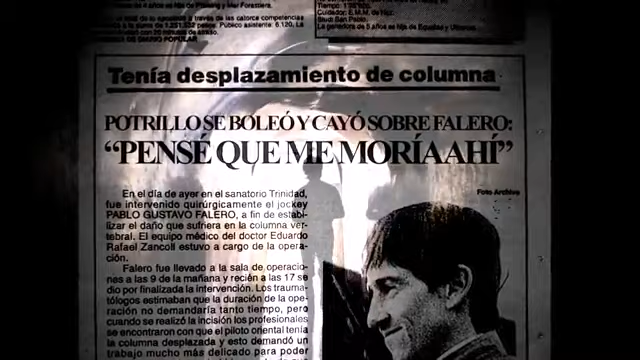 Tenía desplazamiento de columna
POTRILLO SE BOLEÓ Y CAYÓ SOBRE FALERO:
“PENSÉ QUE ME MORÍA AHÍ”
Foto Archivo
En el día de ayer en el sanatorio Trinidad,
fue intervenido quirúrgicamente el jockey
PABLO GUSTAVO FALERO, a fin de estabi-
lizar el daño que sufriera en la columna ver-
tebral. El equipo médico del doctor Eduardo
Rafael Zancoli estuvo a cargo de la opera-
ción.
Falero fue llevado a la sala de operacio-
nes a las 9 de la mañana y recién a las 17 se
dio por finalizada la intervención. Los trauma-
tólogos estimaban que la duración de la ope-
ración no demandaría tanto tiempo, pero
cuando se realizó la incisión los profesionales
se encontraron con que el piloto oriental tenía
la columna desplazada y esto demandó un
trabajo mucho más delicado para poder